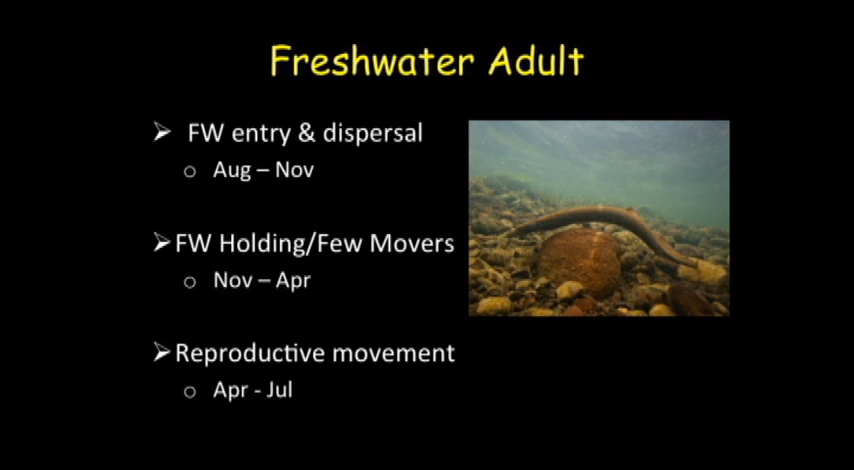 Freshwater Adult
➢ FW entry & dispersal
○ Aug – Nov
➢ FW Holding/Few Movers
○ Nov – Apr
➢ Reproductive movement
○ Apr - Jul